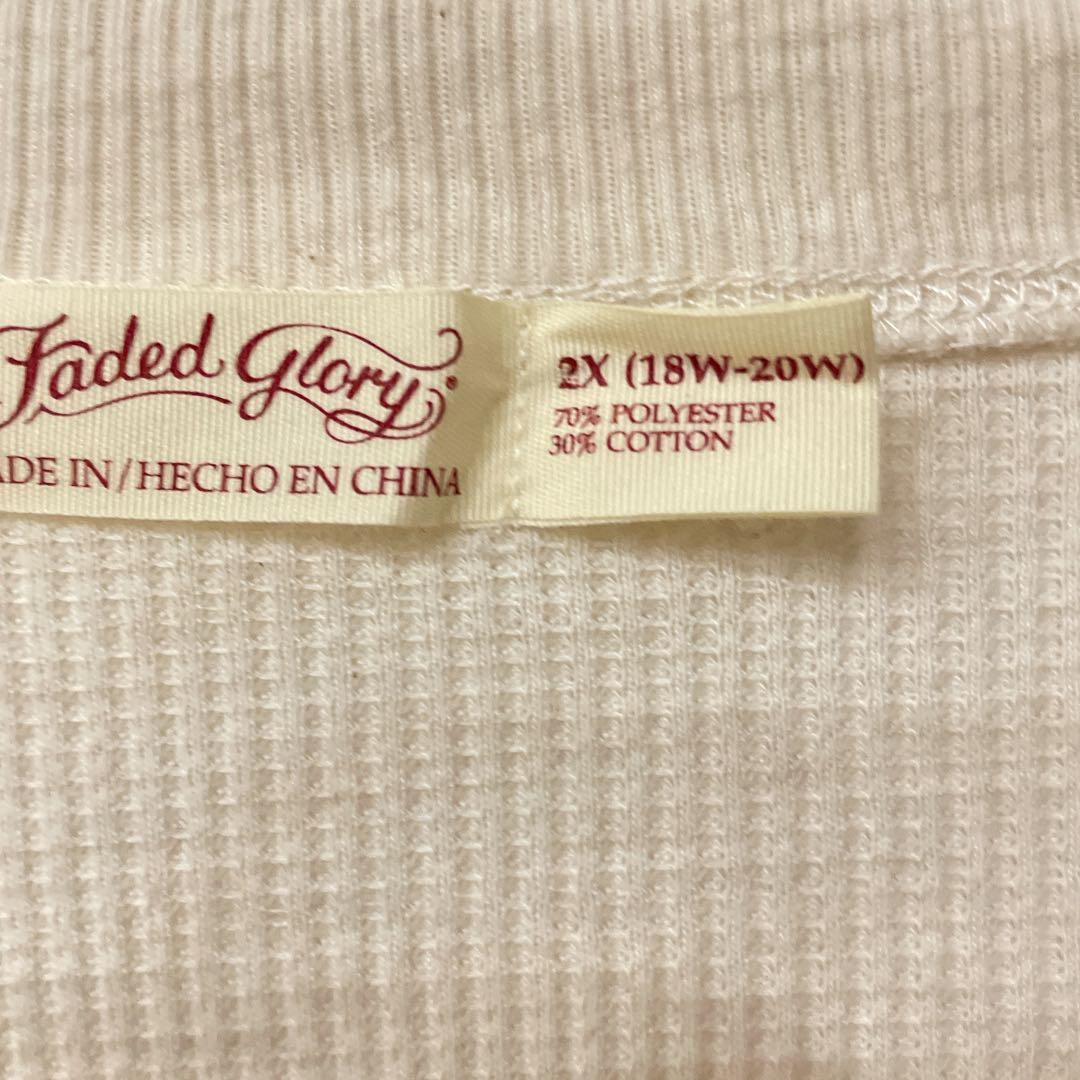 Faded Glory®
ADE IN/HECHO EN CHINA
2X (18W-20W)
70% POLYESTER
30% COTTON